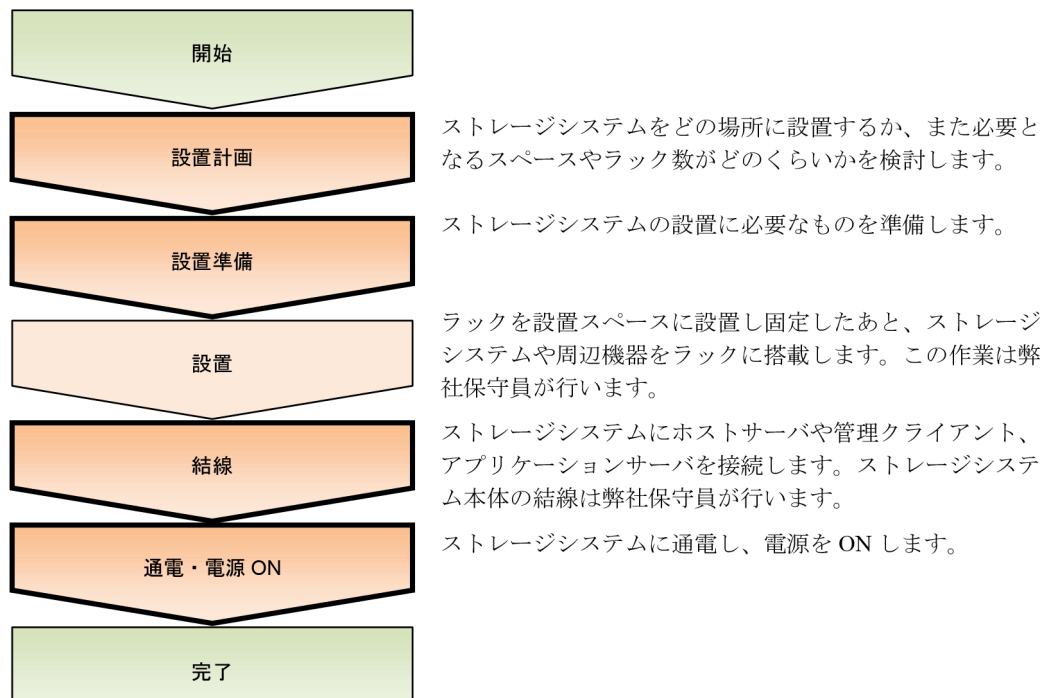 開始
設置計画
ストレージシステムをどの場所に設置するか、また必要と
なるスペースやラック数がどのくらいかを検討します。
設置準備
ストレージシステムの設置に必要なものを準備します。
設置
ラックを設置スペースに設置し固定したあと、ストレージ
システムや周辺機器をラックに搭載します。この作業は弊
社保守員が行います。
結線
ストレージシステムにホストサーバや管理クライアント、
アプリケーションサーバを接続します。ストレージシステ
ム本体の結線は弊社保守員が行います。
通電・電源 ON
ストレージシステムに通電し、電源を ON します。
完了